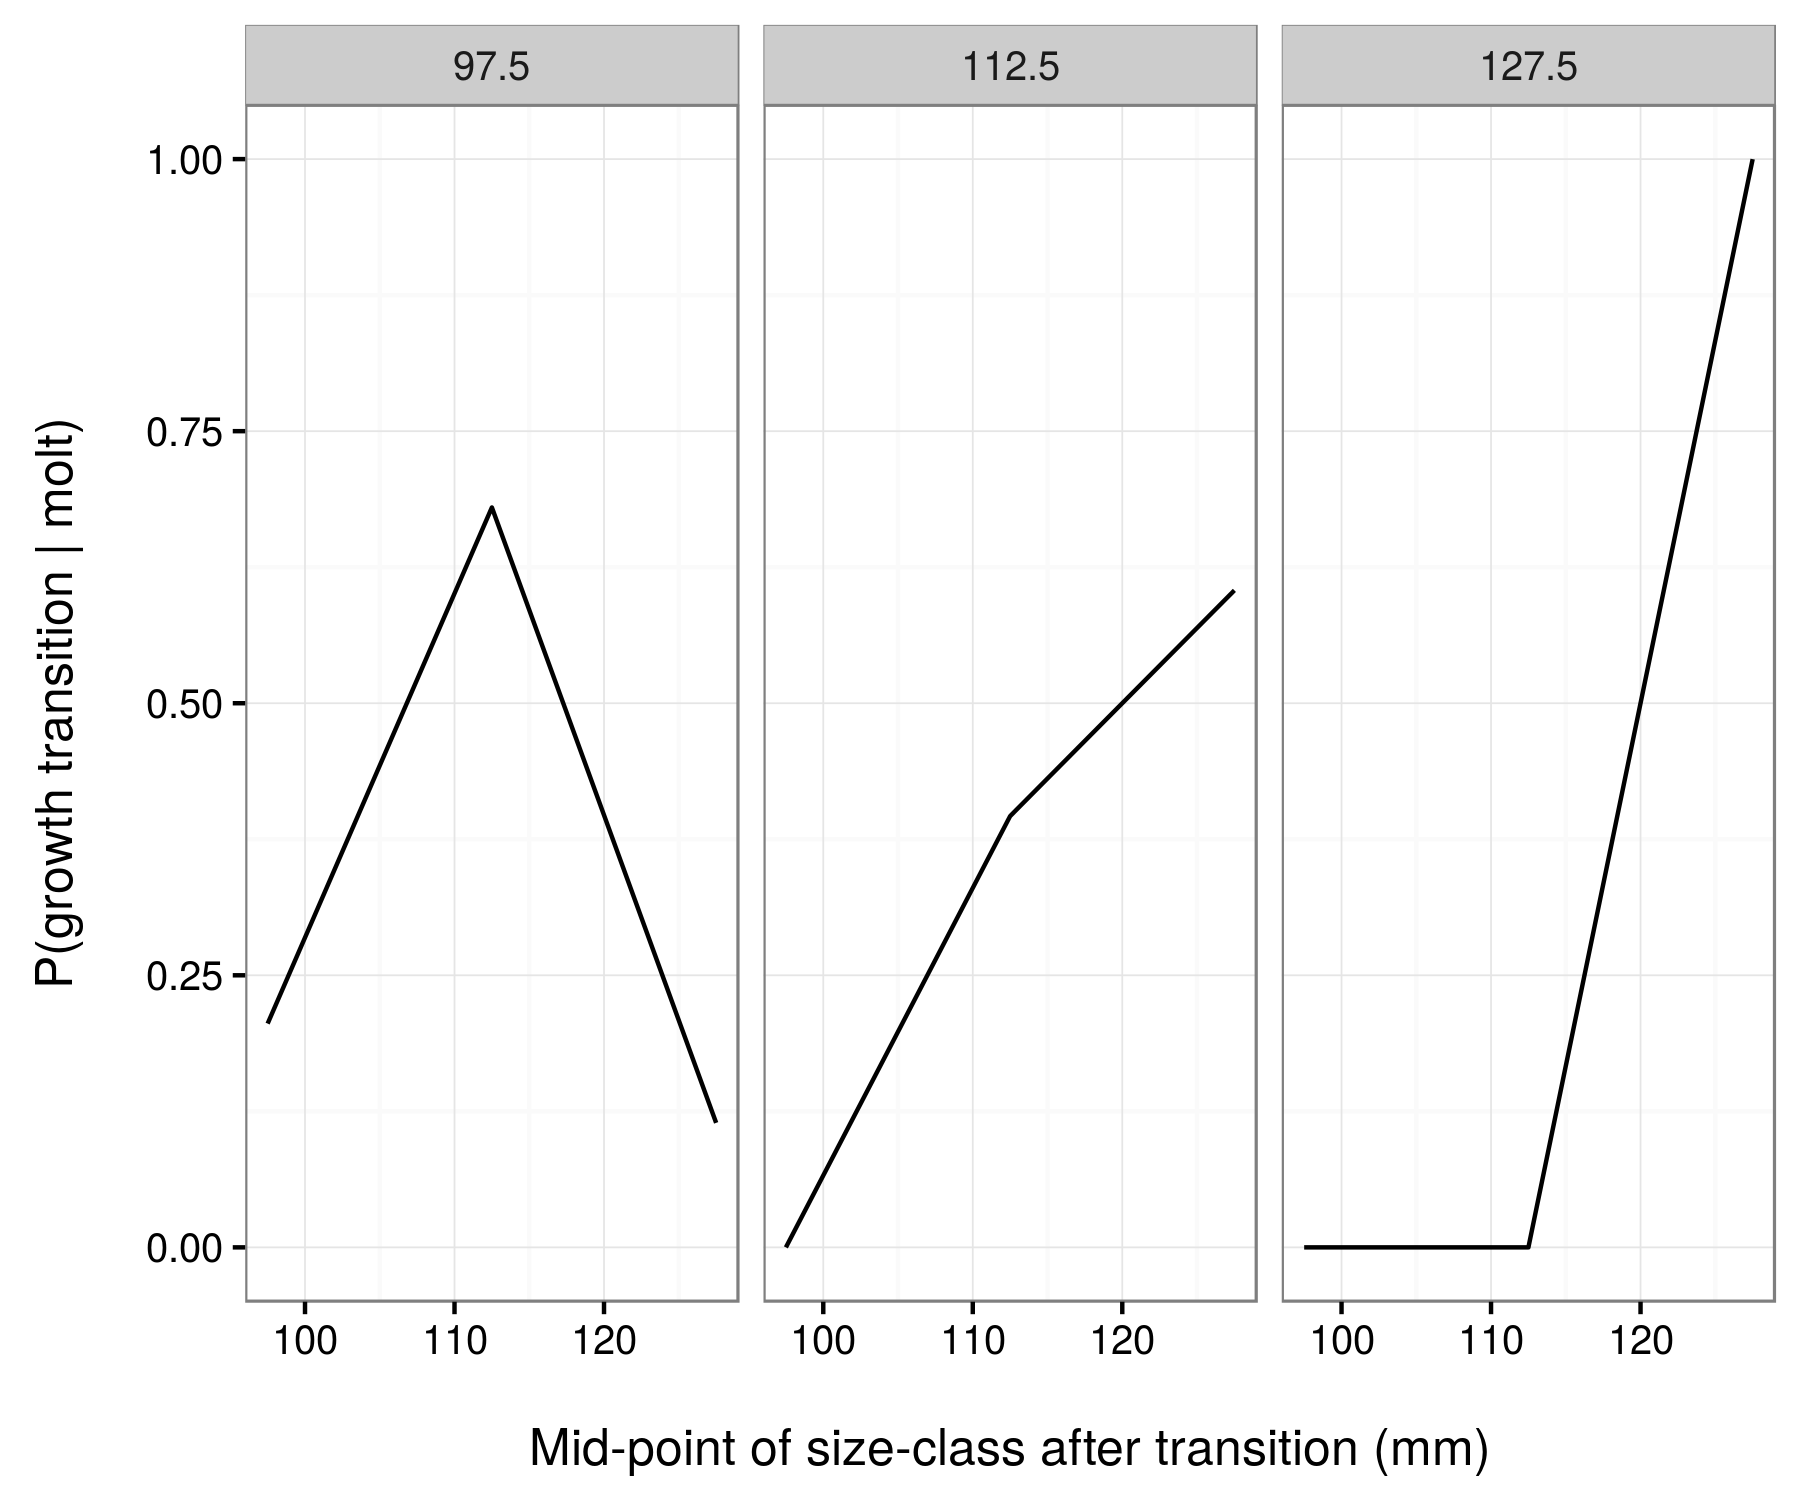 97.5 112.5 127.5
1.00
0.75
0.50
0.25
0.00
P(growth transition | molt)
100 110 120 100 110 120 100 110 120
Mid-point of size-class after transition (mm)